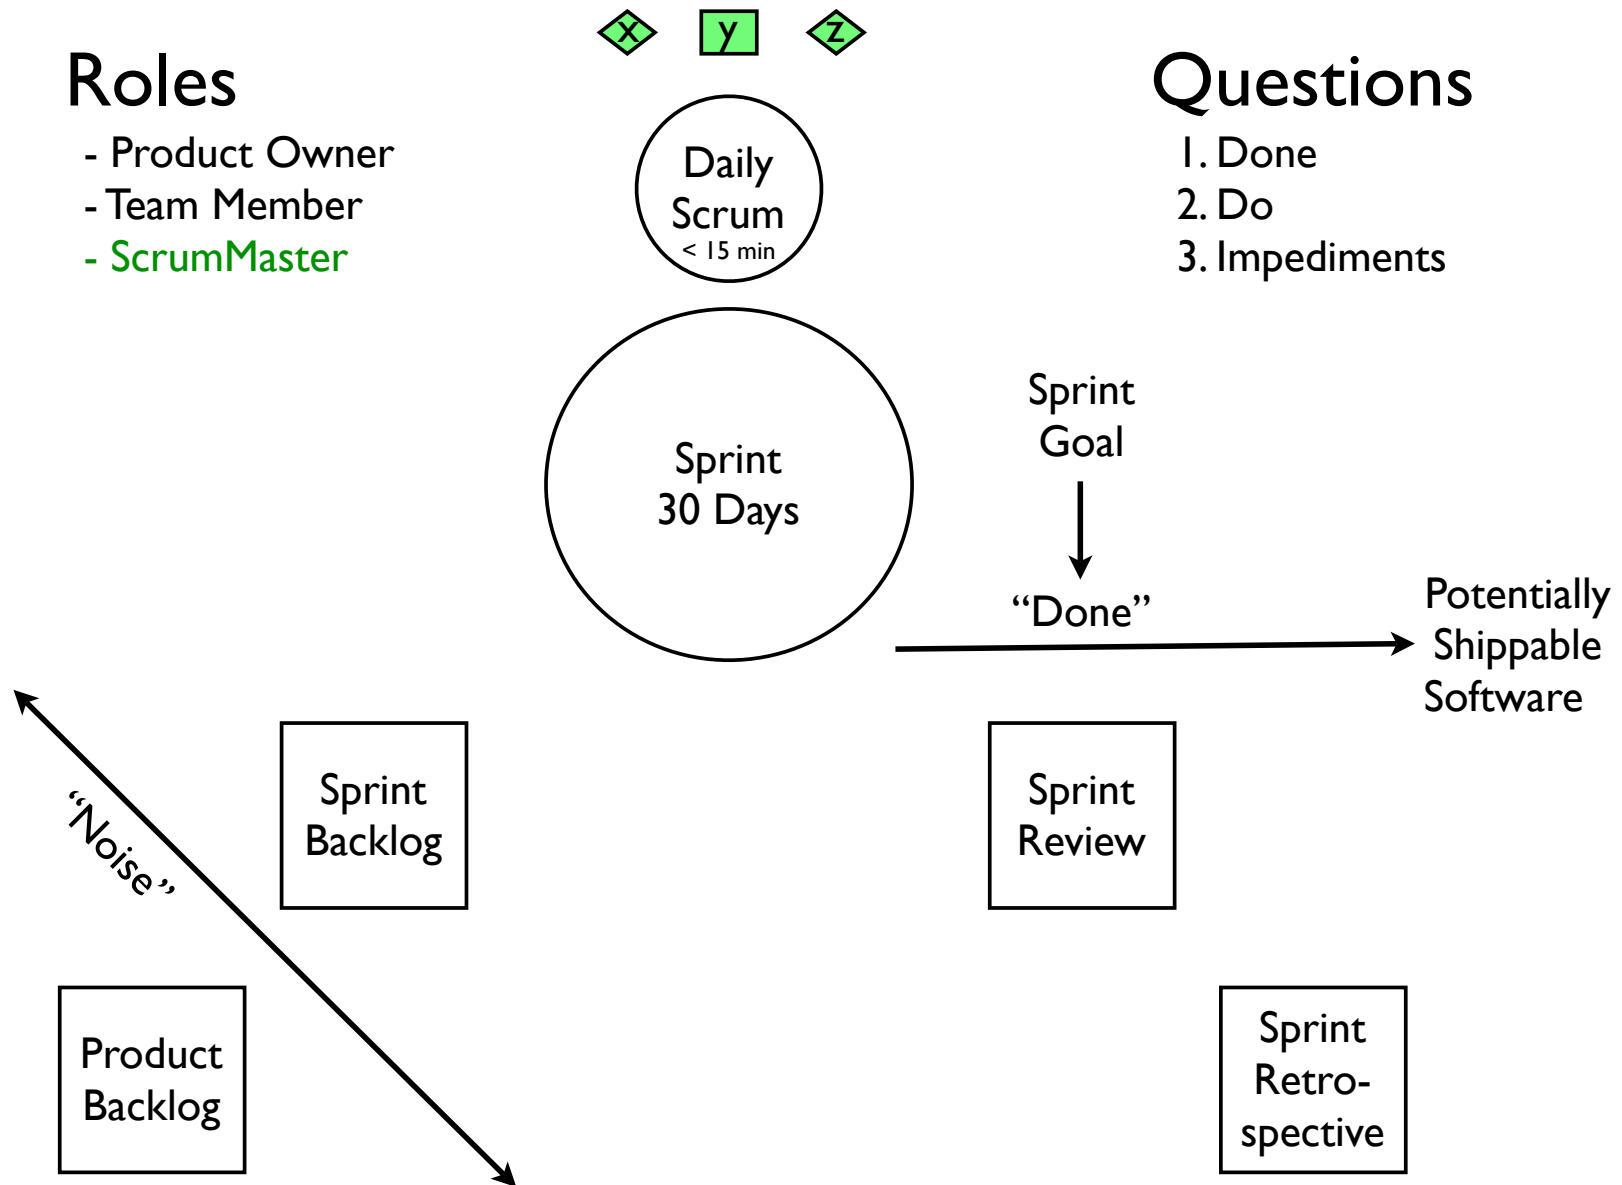 x y z
Roles
- Product Owner
- Team Member
- ScrumMaster
Daily
Scrum
< 15 min
Questions
1. Done
2. Do
3. Impediments
Sprint
30 Days
Sprint
Goal
“Done”
Potentially
Shippable
Software
“Noise”
Sprint
Backlog
Sprint
Review
Product
Backlog
Sprint
Retro-
spective